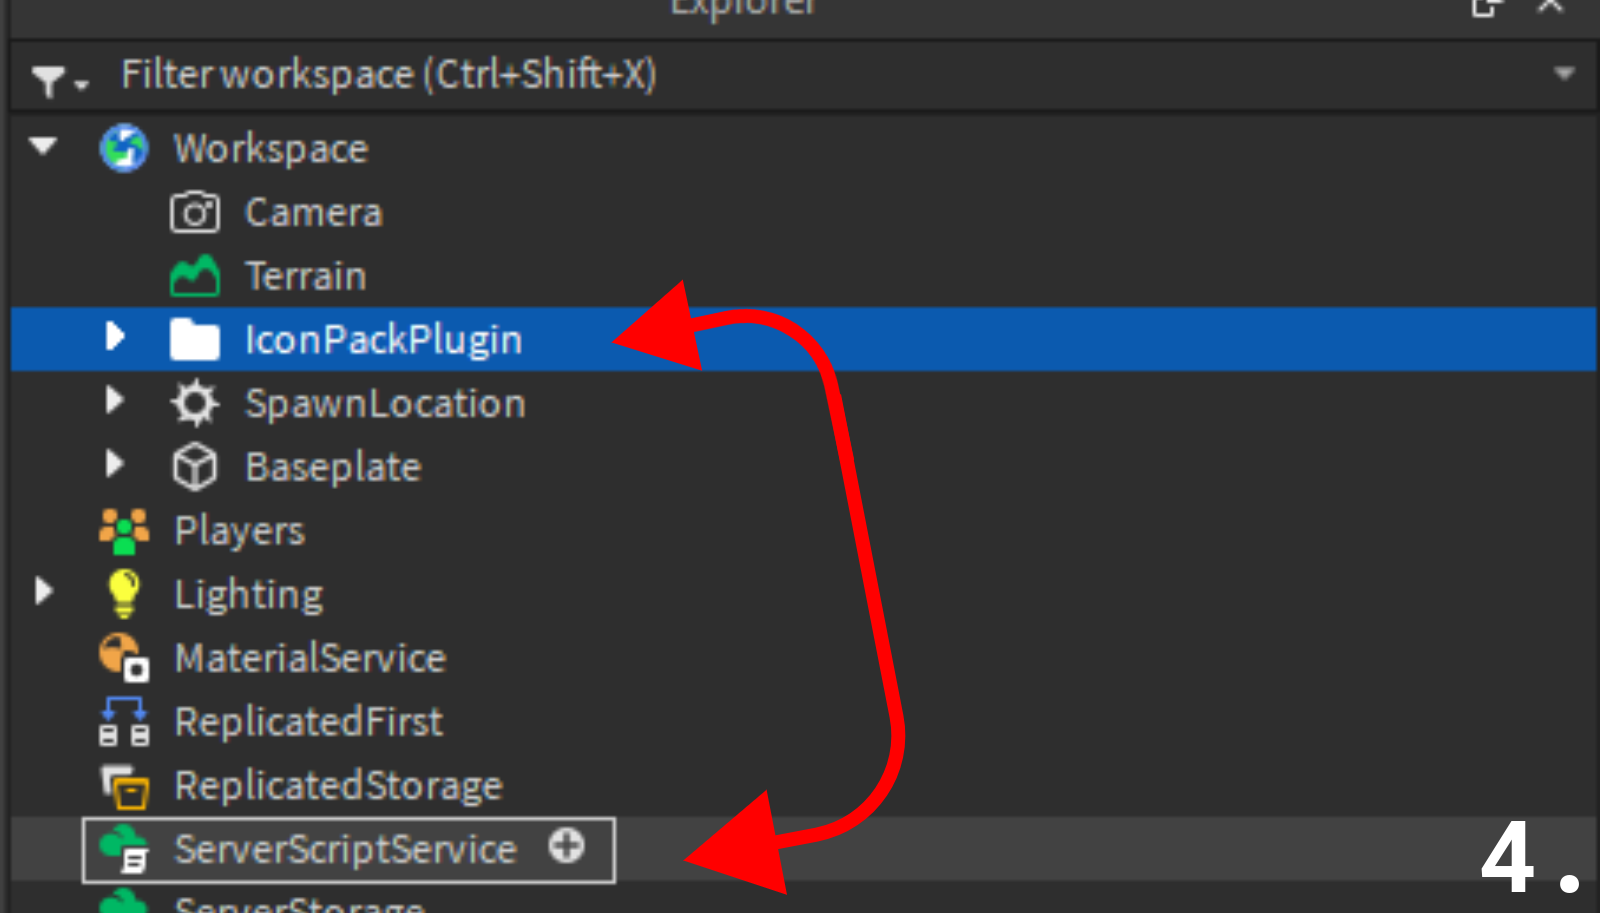 Explorer
Filter workspace (Ctrl+Shift+X)
Workspace
Camera
Terrain
IconPackPlugin
SpawnLocation
Baseplate
Players
Lighting
MaterialService
ReplicatedFirst
ReplicatedStorage
ServerScriptService
ServerStorage
4.